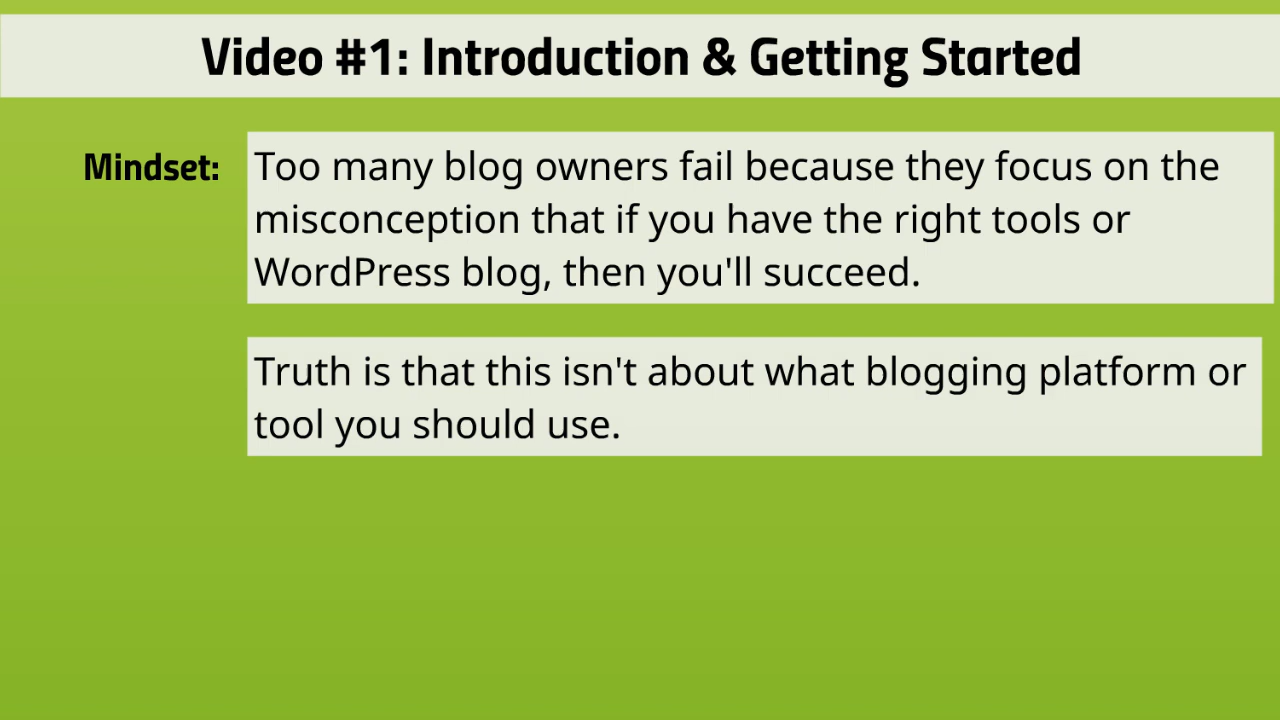 Video #1: Introduction & Getting Started
Mindset:
Too many blog owners fail because they focus on the
misconception that if you have the right tools or
WordPress blog, then you'll succeed.
Truth is that this isn't about what blogging platform or
tool you should use.